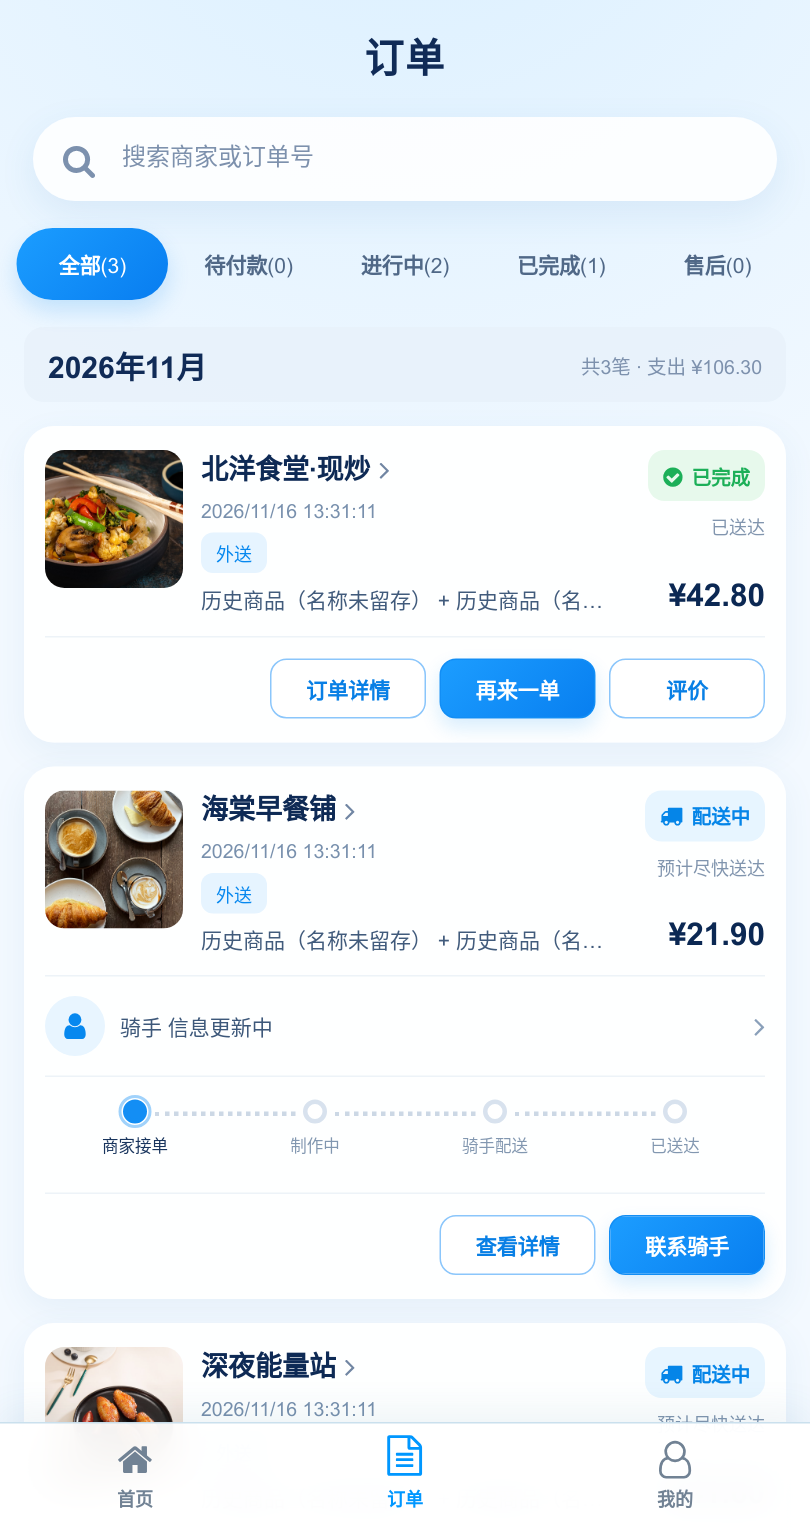 订单
搜索商家或订单号
全部(3) 待付款(0) 进行中(2) 已完成(1) 售后(0)
2026年11月 共3笔 · 支出 ¥106.30
北洋食堂·现炒
已完成
2026/11/16 13:31:11
已送达
外送
历史商品（名称未留存） + 历史商品（名… ¥42.80
订单详情 再来一单 评价
海棠早餐铺
配送中
2026/11/16 13:31:11
预计尽快送达
外送
历史商品（名称未留存） + 历史商品（名… ¥21.90
骑手 信息更新中
商家接单 制作中 骑手配送 已送达
查看详情 联系骑手
深夜能量站
配送中
2026/11/16 13:31:11
预计尽快送达
首页 订单 我的